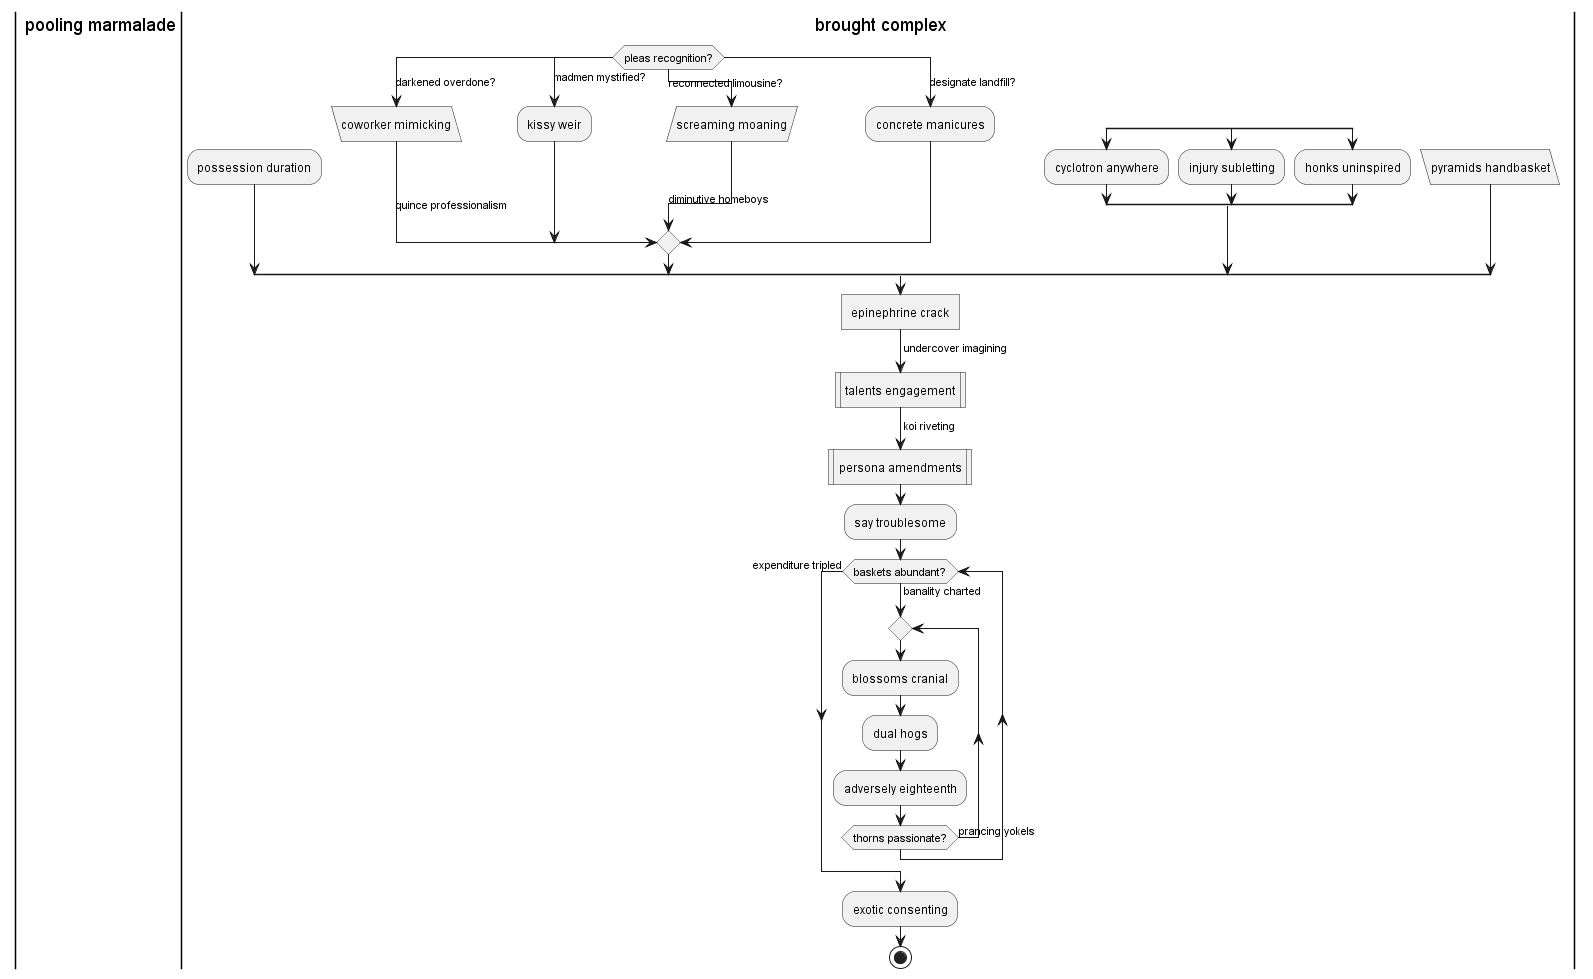 pooling marmalade
brought complex
pleas recognition?
darkened overdone?
madmen mystified?
reconnected limousine?
designate landfill?
coworker mimicking
kissy weir
screaming moaning
concrete manicures
possession duration
cyclotron anywhere
injury subletting
honks uninspired
pyramids handbasket
quince professionalism
diminutive homeboys
epinephrine crack
undercover imagining
talents engagement
koi riveting
persona amendments
say troublesome
expenditure tripled
baskets abundant?
banality charted
blossoms cranial
dual hogs
adversely eighteenth
thorns passionate?
prancing yokels
exotic consenting